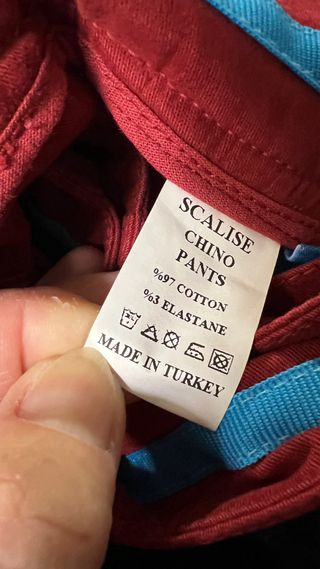 SCALISE
CHINO
PANTS
%97 COTTON
%3 ELASTANE
MADE IN TURKEY